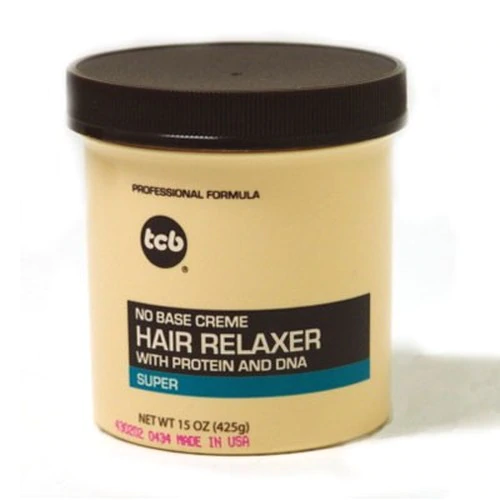 PROFESSIONAL FORMULA
tcb
®
NO BASE CREME
HAIR RELAXER
WITH PROTEIN AND DNA
SUPER
NET WT 15 OZ (425g)
430202 0434 MADE IN USA